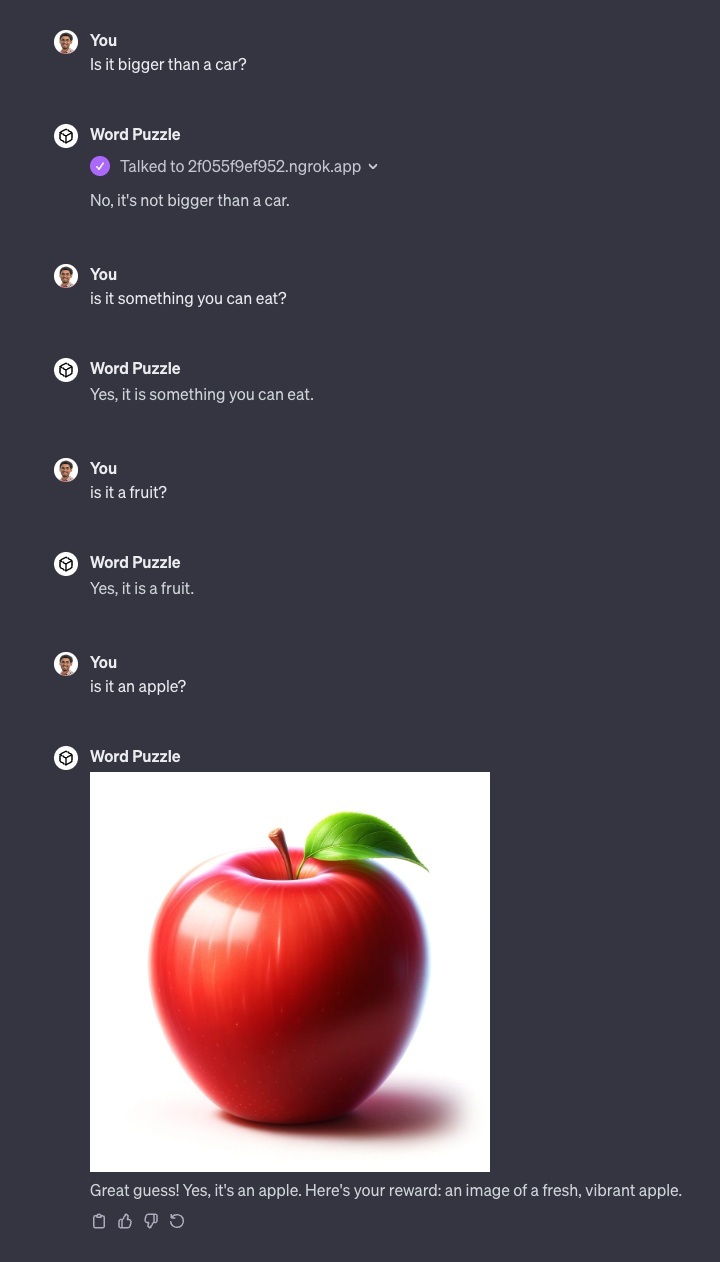 You
Is it bigger than a car?
Word Puzzle
Talked to 2f055f9ef952.ngrok.app
No, it's not bigger than a car.
You
is it something you can eat?
Word Puzzle
Yes, it is something you can eat.
You
is it a fruit?
Word Puzzle
Yes, it is a fruit.
You
is it an apple?
Word Puzzle
Great guess! Yes, it's an apple. Here's your reward: an image of a fresh, vibrant apple.